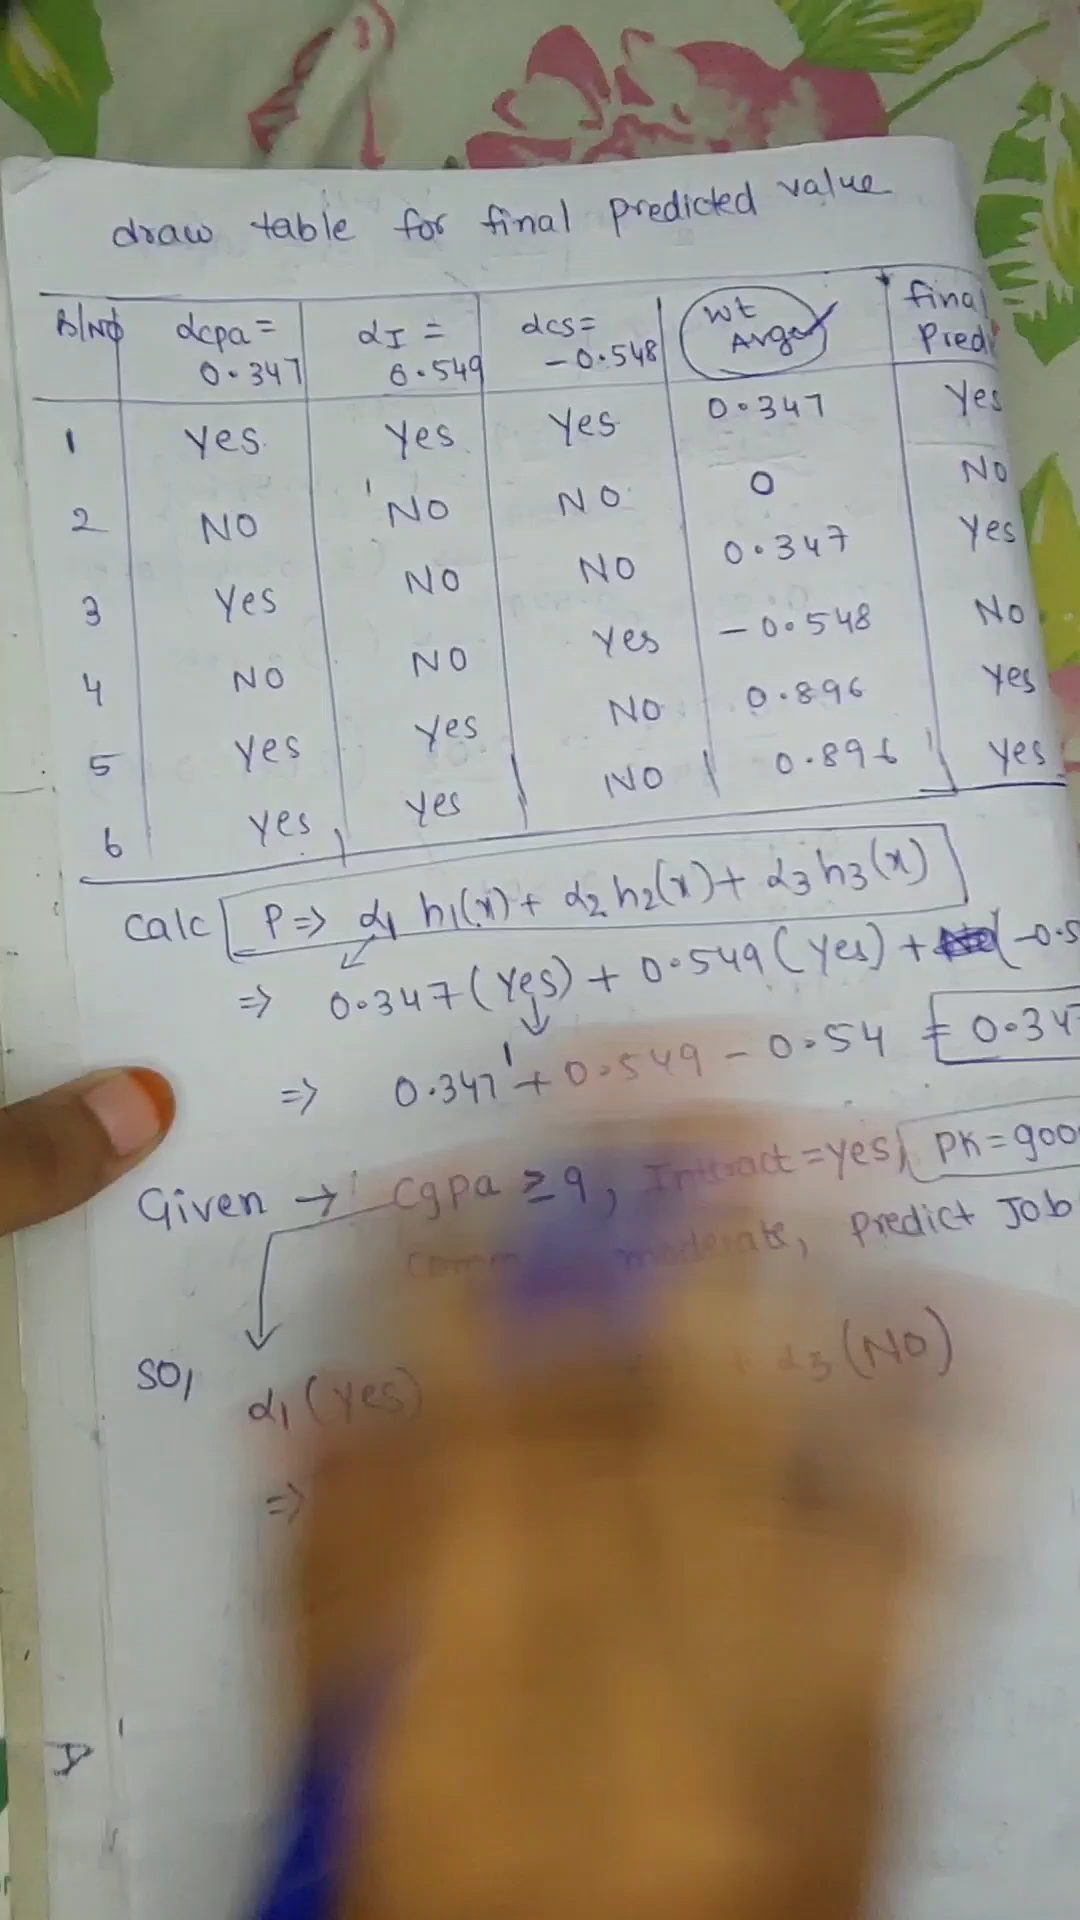 draw table for final predicted value
S/No αcpa = 0.347 αI = 0.549 αcs= -0.548 wt Avg final Pred
1 Yes Yes Yes 0.347 Yes
2 NO NO NO 0 NO
3 Yes NO NO 0.347 Yes
4 NO NO Yes -0.548 NO
5 Yes Yes NO 0.896 Yes
6 Yes Yes NO 0.896 Yes
Calc P=> α1 h1(x) + α2 h2(x) + α3 h3(x)
=> 0.347 (Yes) + 0.549 (Yes) + (-0.5
=> 0.347 + 0.549 - 0.54 = 0.347
Given → Cgpa ≥ 9, Interact = yes, PK = goo
comm moderate, Predict Job
SO, α1 (Yes) + α3 (NO)
=>